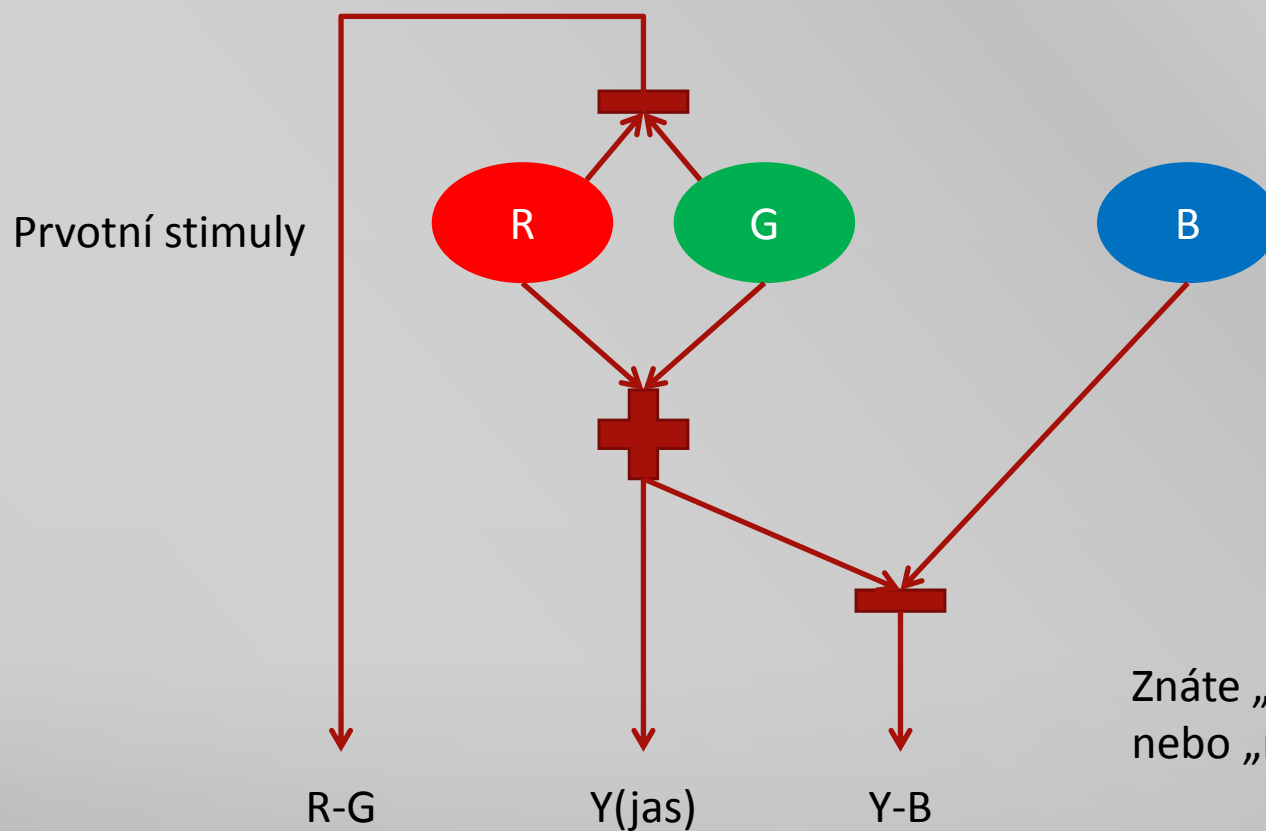 R
G
B
Prvotní stimuly
Znáte „
nebo „
R-G
Y(jas)
Y-B